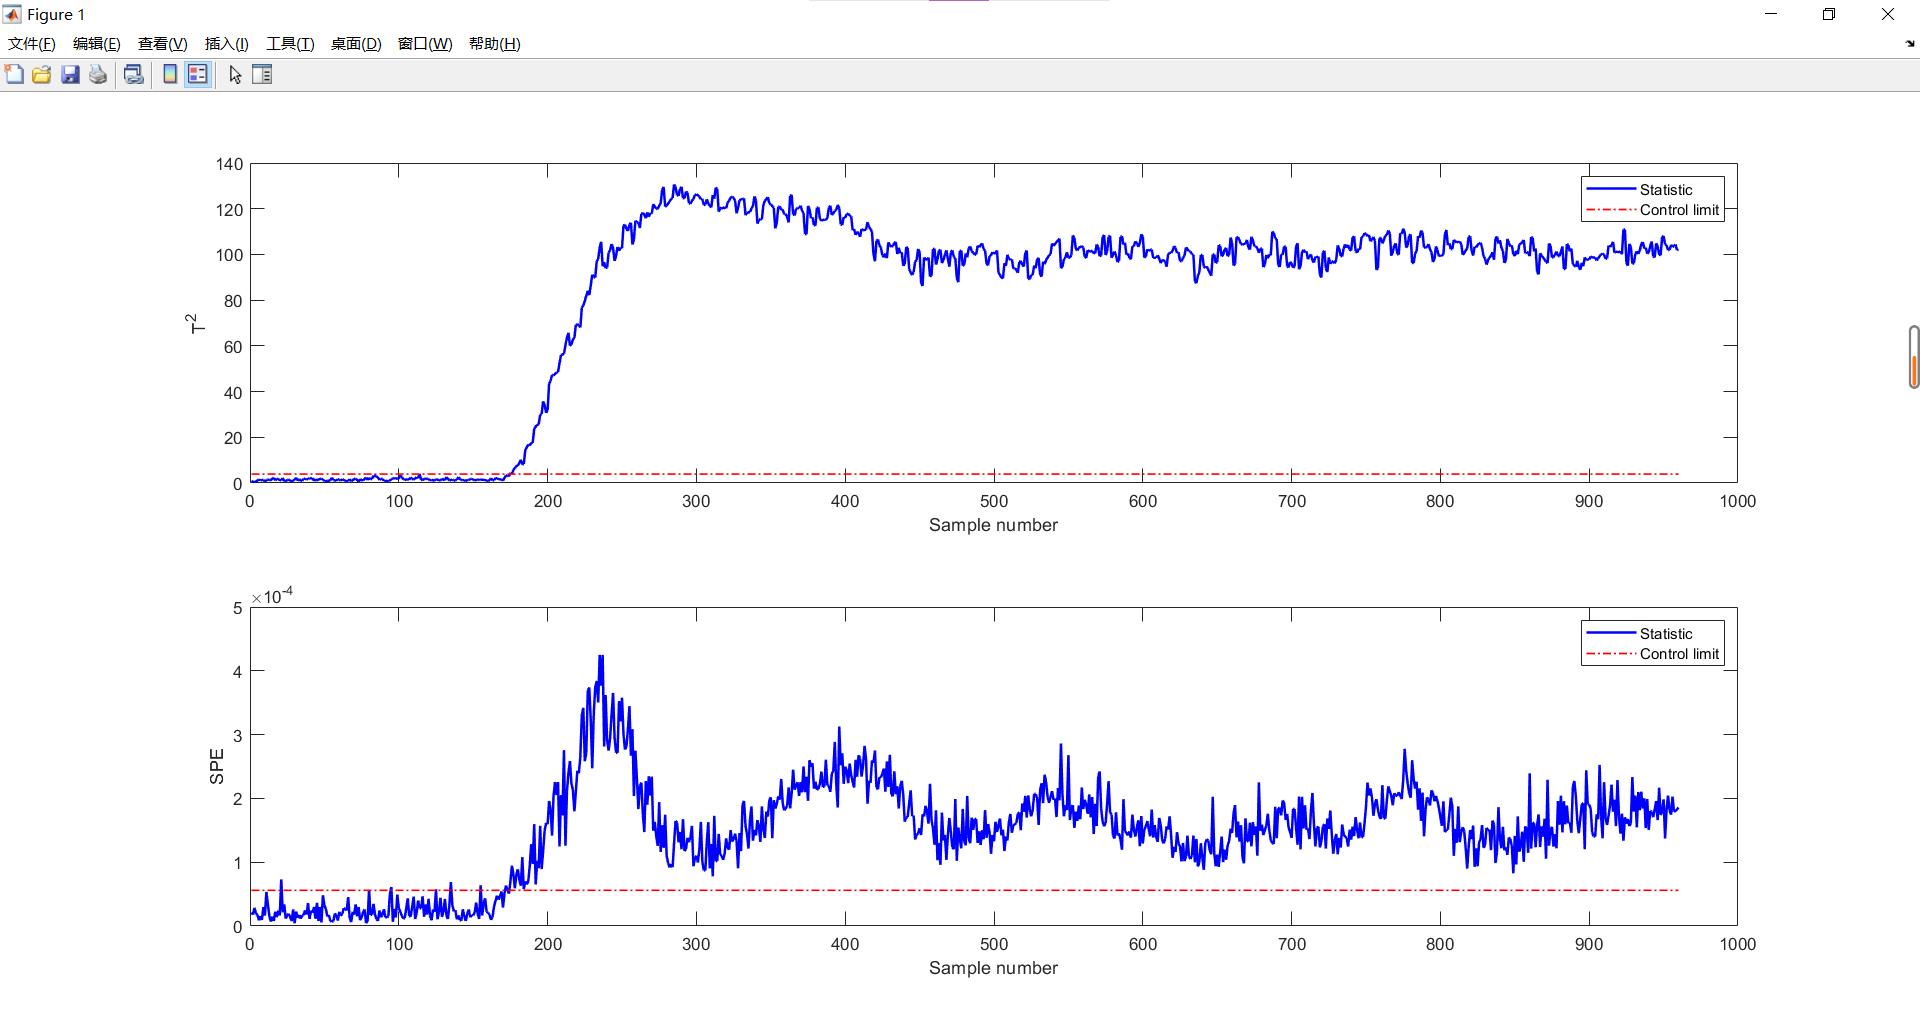 Figure 1
文件(F) 编辑(E) 查看(V) 插入(I) 工具(T) 桌面(D) 窗口(W) 帮助(H)
140
120
100
80
60
40
20
0
T2
Statistic
Control limit
0 100 200 300 400 500 600 700 800 900 1000
Sample number
×10-4
5
4
3
2
1
0
SPE
Statistic
Control limit
0 100 200 300 400 500 600 700 800 900 1000
Sample number